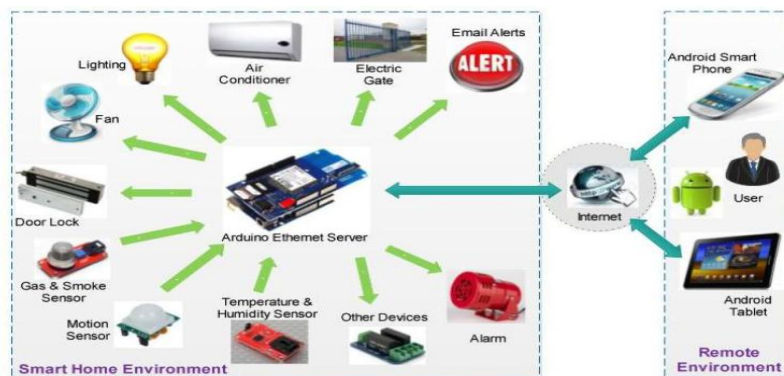 Lighting
Air
Conditioner
Electric
Gate
Email Alerts
ALERT
Fan
Door Lock
Gas & Smoke
Sensor
Motion
Sensor
Temperature &
Humidity Sensor
Other Devices
Alarm
Arduino Ethernet Server
Smart Home Environment
Internet
Android Smart
Phone
User
Android
Tablet
Remote
Environment